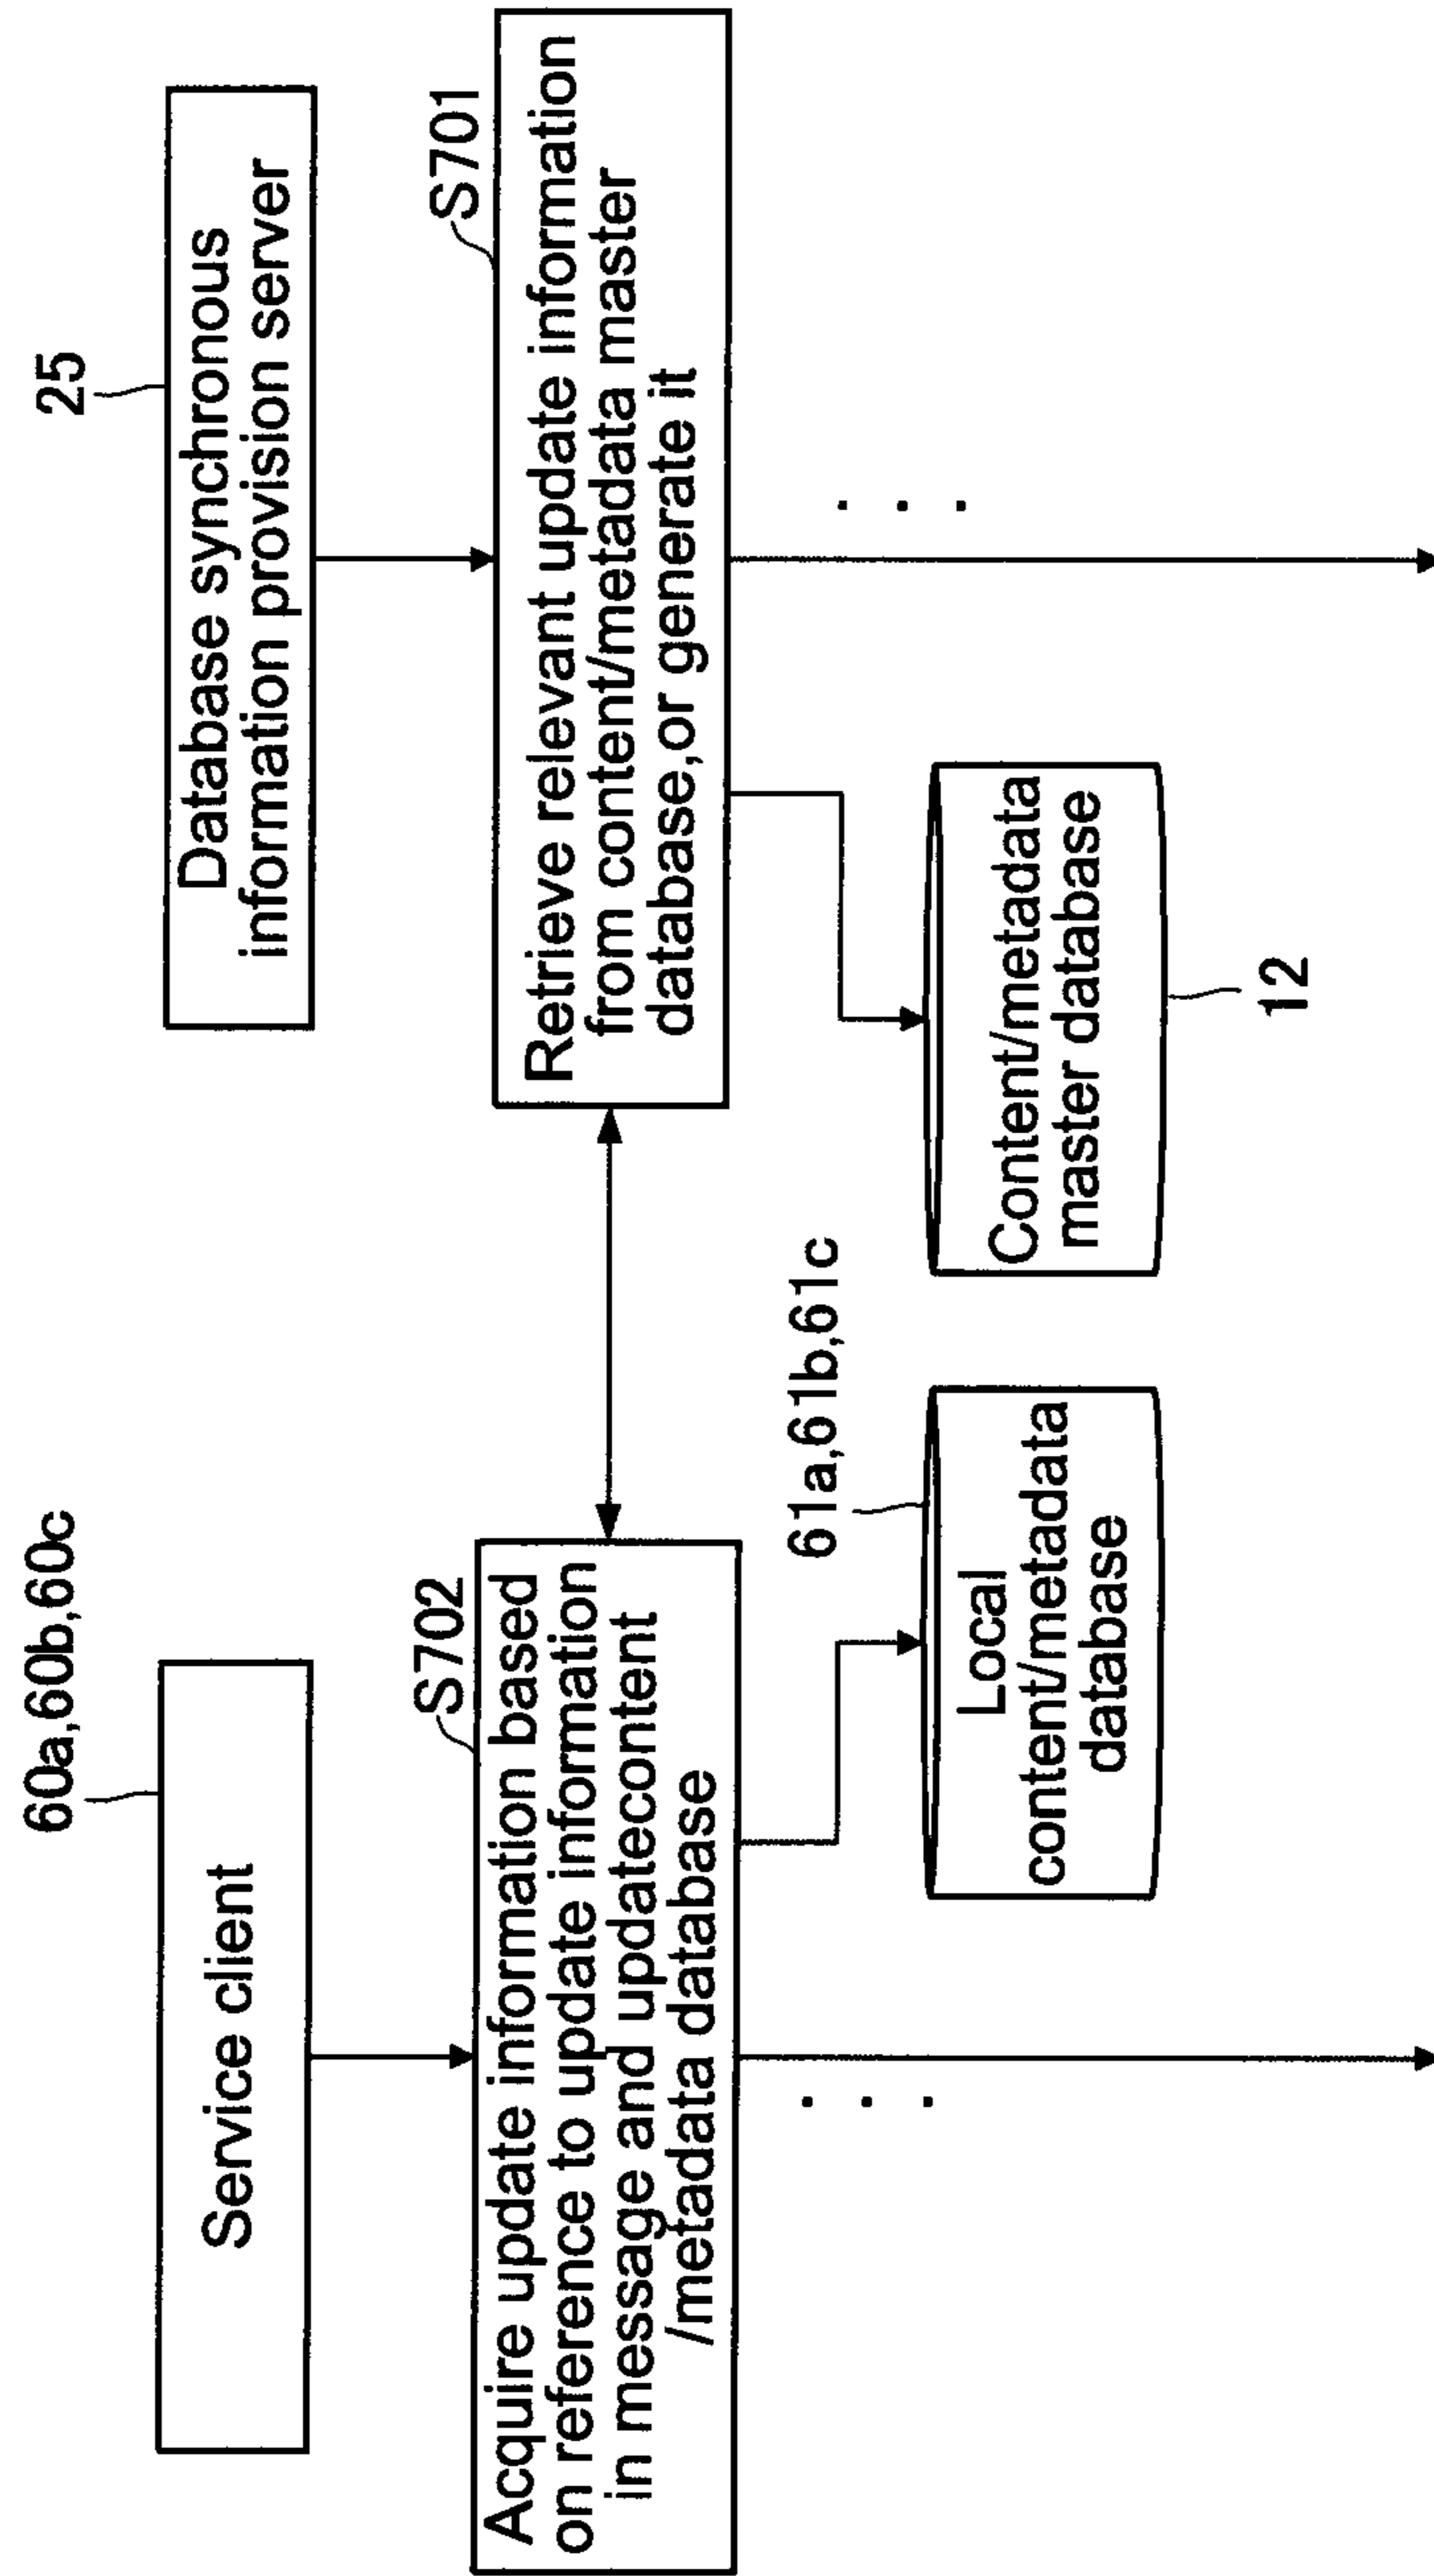 60a,60b,60c
Service client
S702
Acquire update information based
on reference to update information
in message and updatecontent
/metadata database
61a,61b,61c
Local
content/metadata
database
. . .
25
Database synchronous
information provision server
S701
Retrieve relevant update information
from content/metadata master
database,or generate it
Content/metadata
master database
12
. . .